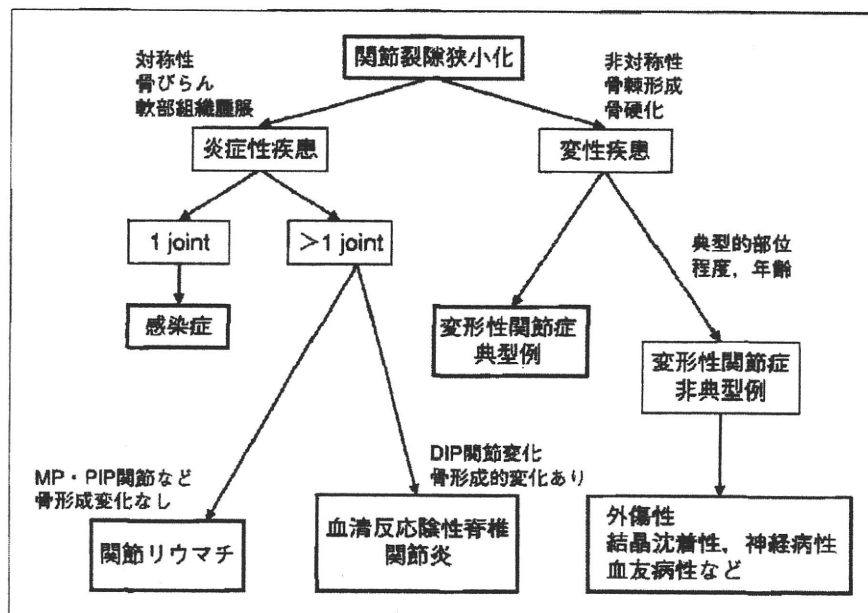 関節裂隙狭小化
対称性
骨びらん
軟部組織腫脹
非対称性
骨棘形成
骨硬化
炎症性疾患
変性疾患
1 joint
>1 joint
典型的部位
程度，年齢
感染症
変形性関節症
典型例
変形性関節症
非典型例
MP・PIP関節など
骨形成変化なし
DIP関節変化
骨形成的変化あり
関節リウマチ
血清反応陰性脊椎
関節炎
外傷性
結晶沈着性，神経病性
血友病性など